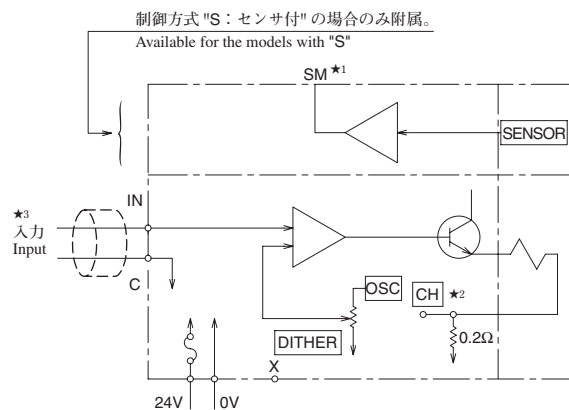 制御方式 "S：センサ付" の場合のみ附属。
Available for the models with "S"
SM ★1
SENSOR
IN
★3
入力
Input
C
OSC
CH ★2
DITHER
0.2Ω
X
24V
0V